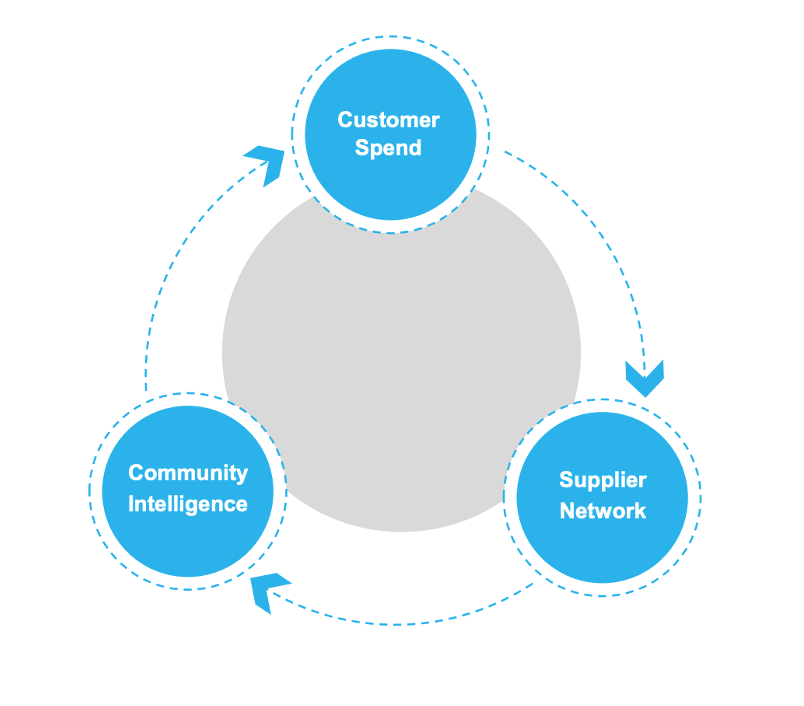 Customer
Spend
Community
Intelligence
Supplier
Network